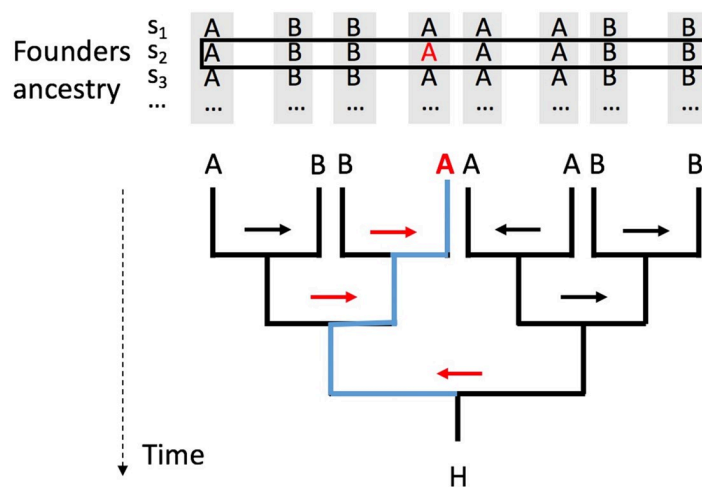 s₁ A B B A A A B B
Founders s₂ A B B A A A B B
ancestry s₃ A B B A A A B B
... ... ... ... ... ... ... ... ...
A B B A A A B B
Time
H